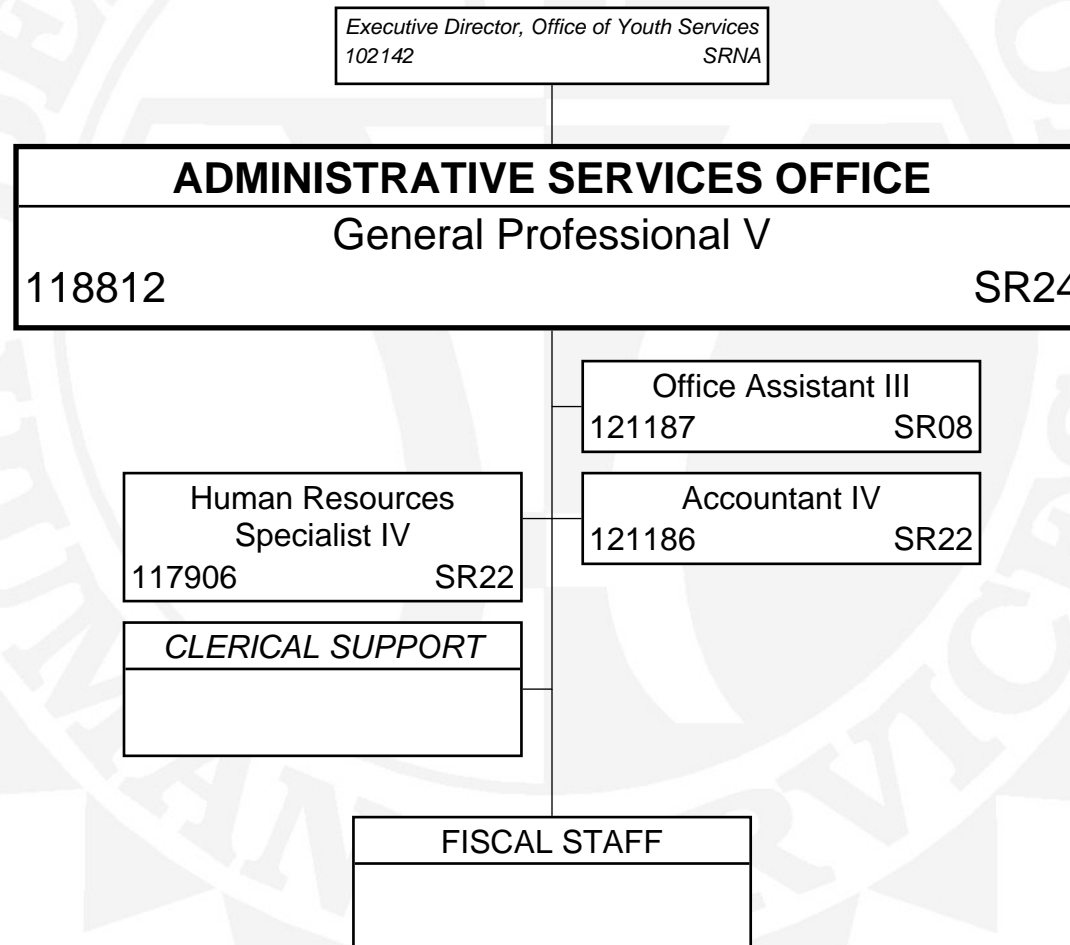 Executive Director, Office of Youth Services
102142 SRNA
ADMINISTRATIVE SERVICES OFFICE
General Professional V
118812 SR24
Office Assistant III
121187 SR08
Human Resources
Specialist IV
117906 SR22
Accountant IV
121186 SR22
CLERICAL SUPPORT
FISCAL STAFF